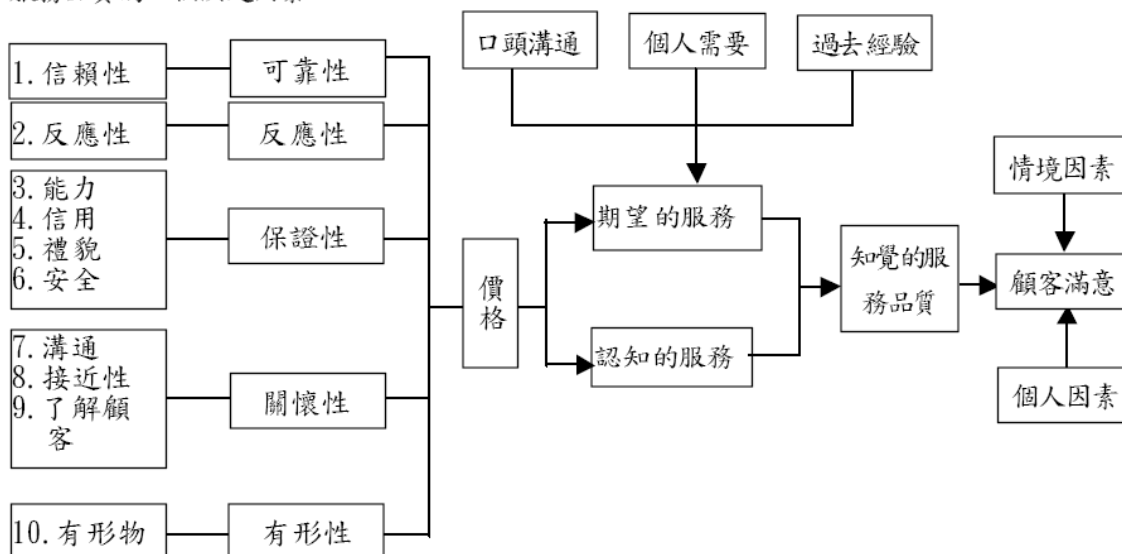 口頭溝通
個人需要
過去經驗
1.信賴性
可靠性
2.反應性
反應性
3.能力
4.信用
5.禮貌
6.安全
保證性
7.溝通
8.接近性
9.了解顧
客
關懷性
10.有形物
有形性
價
格
期望的服務
認知的服務
知覺的服
務品質
情境因素
顧客滿意
個人因素